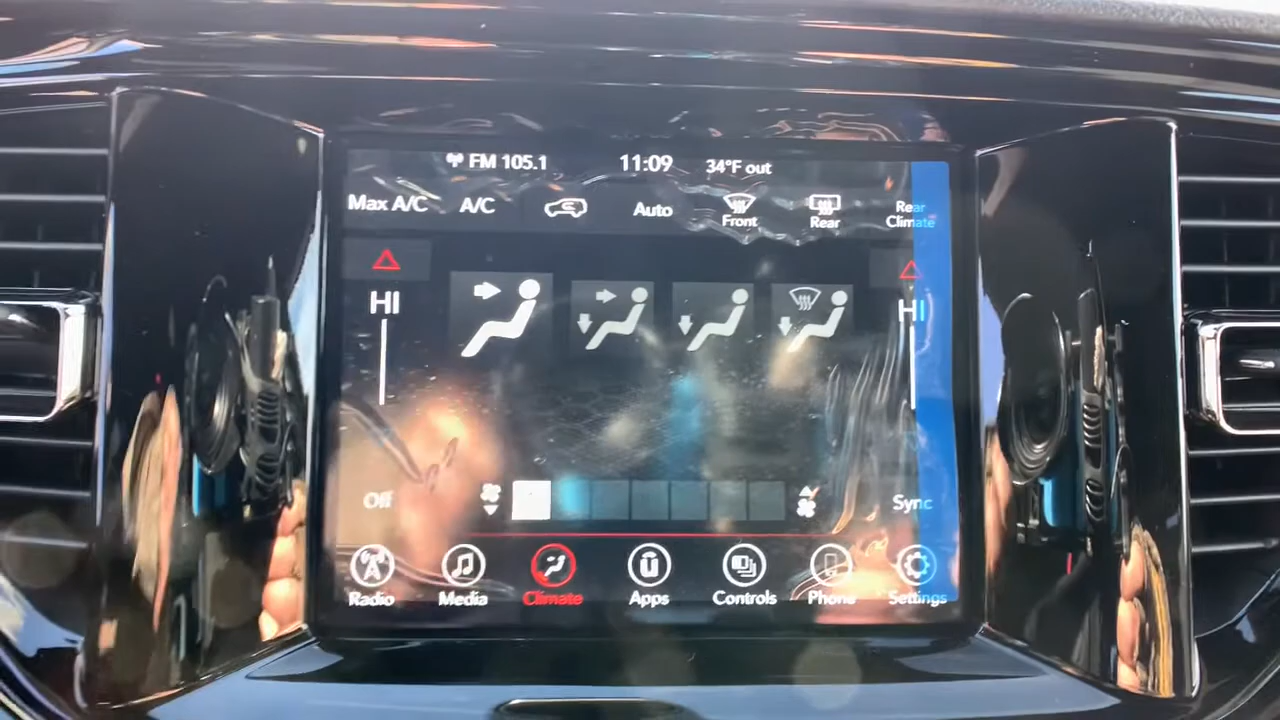 FM 105.1 11:09 34°F out
Max A/C A/C Auto Front Rear Rear Climate
HI HI
Off Sync
Radio Media Climate Apps Controls Phone Settings